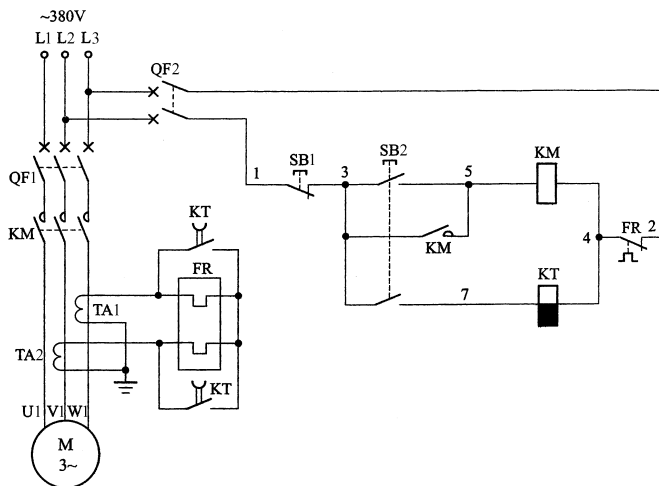 ~380V
L1 L2 L3
QF2
QF1
KM
1
SB1
3
SB2
5
KM
KM
4
FR
2
7
KT
KT
FR
TA1
TA2
KT
U1 V1 W1
M
3~